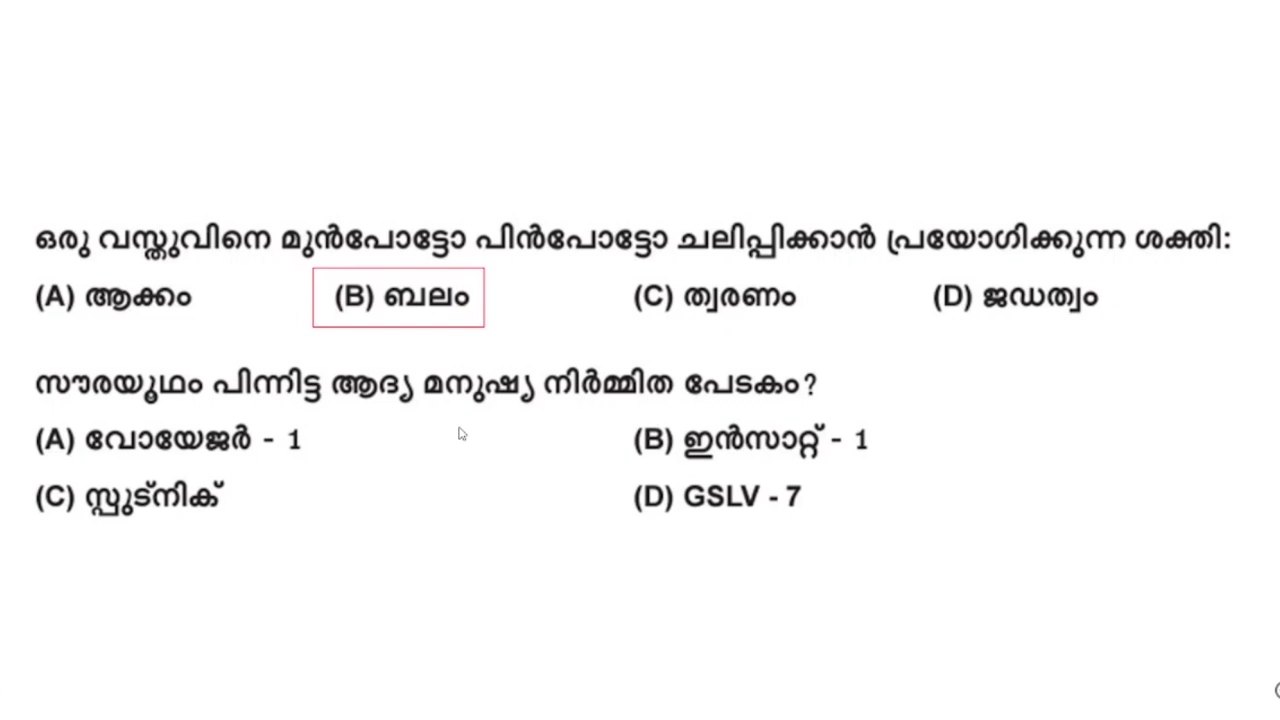 ഒരു വസ്തുവിനെ മുൻപോട്ടോ പിൻപോട്ടോ ചലിപ്പിക്കാൻ പ്രയോഗിക്കുന്ന ശക്തി:
(A) ആക്കം (B) ബലം (C) ത്വരണം (D) ജഡത്വം
സൗരയൂഥം പിന്നിട്ട ആദ്യ മനുഷ്യ നിർമ്മിത പേടകം?
(A) വോയേജർ - 1 (B) ഇൻസാറ്റ് - 1
(C) സ്പുട്നിക് (D) GSLV - 7